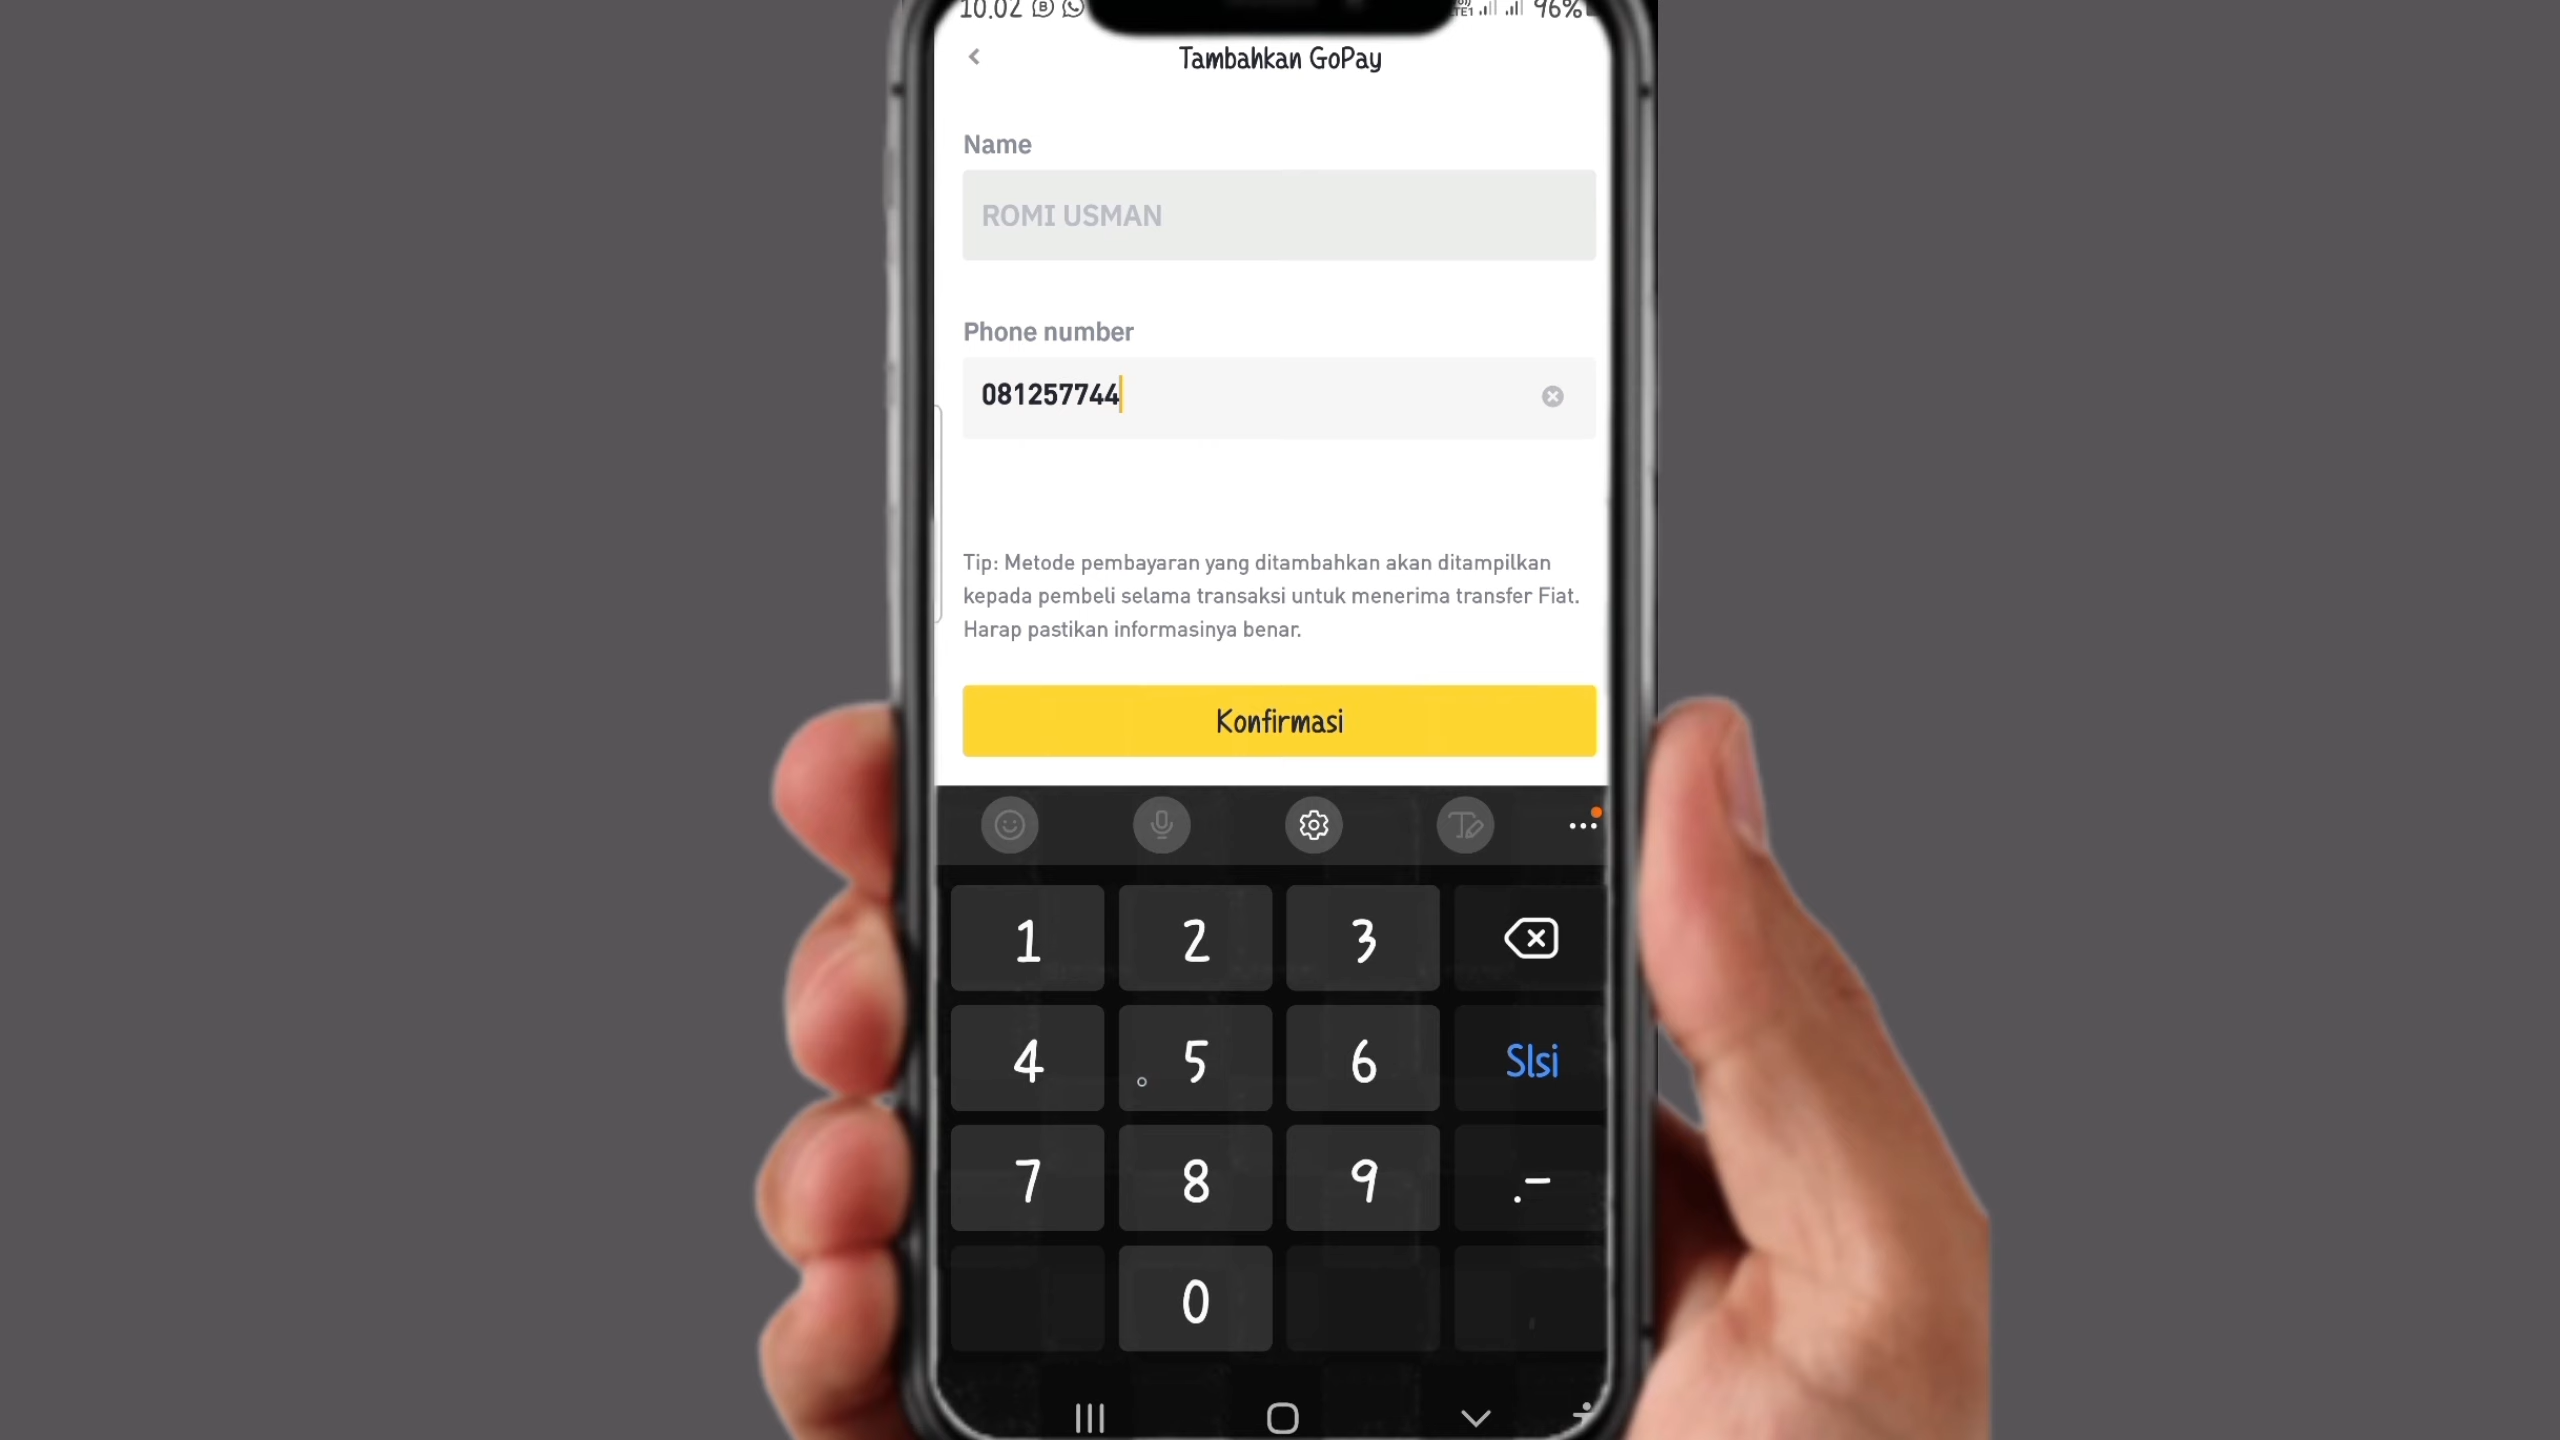 10.02
96%
Tambahkan GoPay
Name
ROMI USMAN
Phone number
081257744
Tip: Metode pembayaran yang ditambahkan akan ditampilkan
kepada pembeli selama transaksi untuk menerima transfer Fiat.
Harap pastikan informasinya benar.
Konfirmasi
1 2 3
4 5 6 Slsi
7 8 9 .-
0